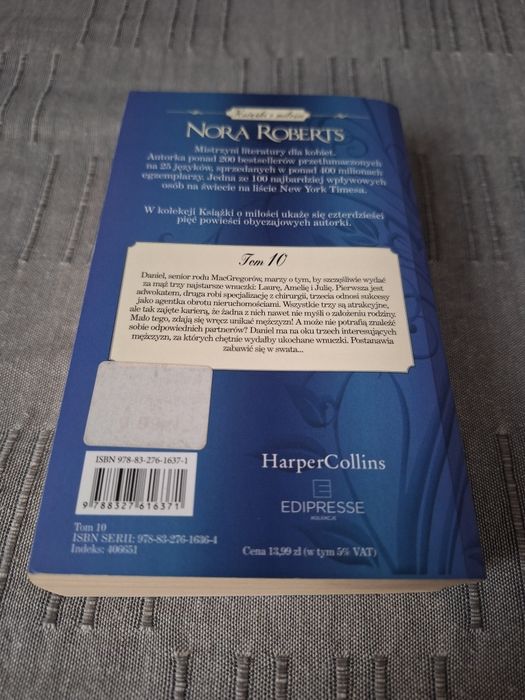 Książki o miłości
NORA ROBERTS
Mistrzyni literatury dla kobiet.
Autorka ponad 200 bestsellerów przetłumaczonych
na 25 języków, sprzedanych w ponad 400 milionach
egzemplarzy. Jedna ze 100 najbardziej wpływowych
osób na świecie na liście New York Timesa.
W kolekcji Książki o miłości ukaże się czterdzieści
pięć powieści obyczajowych autorki.
Tom 10
Daniel, senior rodu MacGregorów, marzy o tym, by szczęśliwie wydać
za mąż trzy najstarsze wnuczki: Laurę, Amelię i Julię. Pierwsza jest
adwokatem, druga robi specjalizację z chirurgii, trzecia odnosi sukcesy
jako agentka obrotu nieruchomościami. Wszystkie trzy są atrakcyjne,
ale tak zajęte karierą, że żadna z nich nawet nie myśli o założeniu rodziny.
Mało tego, zdają się wręcz unikać mężczyzn! A może nie potrafią znaleźć
sobie odpowiednich partnerów? Daniel ma na oku trzech interesujących
mężczyzn, za których chętnie wydałby ukochane wnuczki. Postanawia
zabawić się w swata...
ISBN 978-83-276-1637-1
9 788327 616371
HarperCollins
E
EDIPRESSE
KOLEKCJE
Tom 10
ISBN SERII: 978-83-276-1636-4
Indeks: 406651
Cena 13,99 zł (w tym 5% VAT)